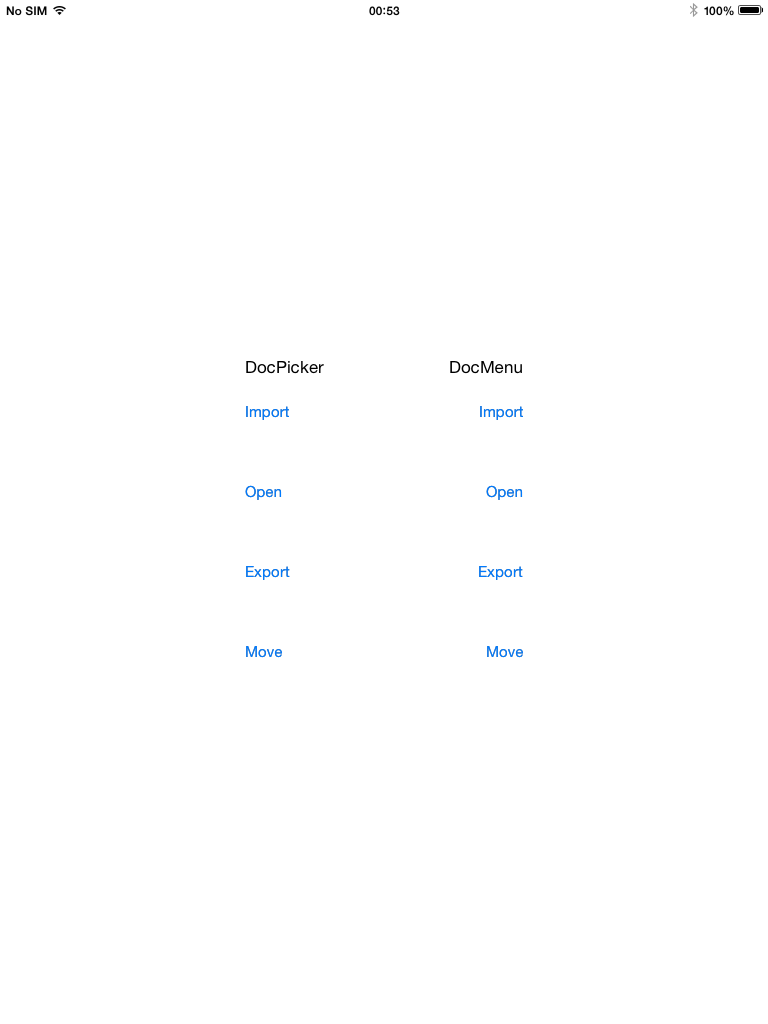 No SIM 00:53 100%
DocPicker DocMenu
Import Import
Open Open
Export Export
Move Move